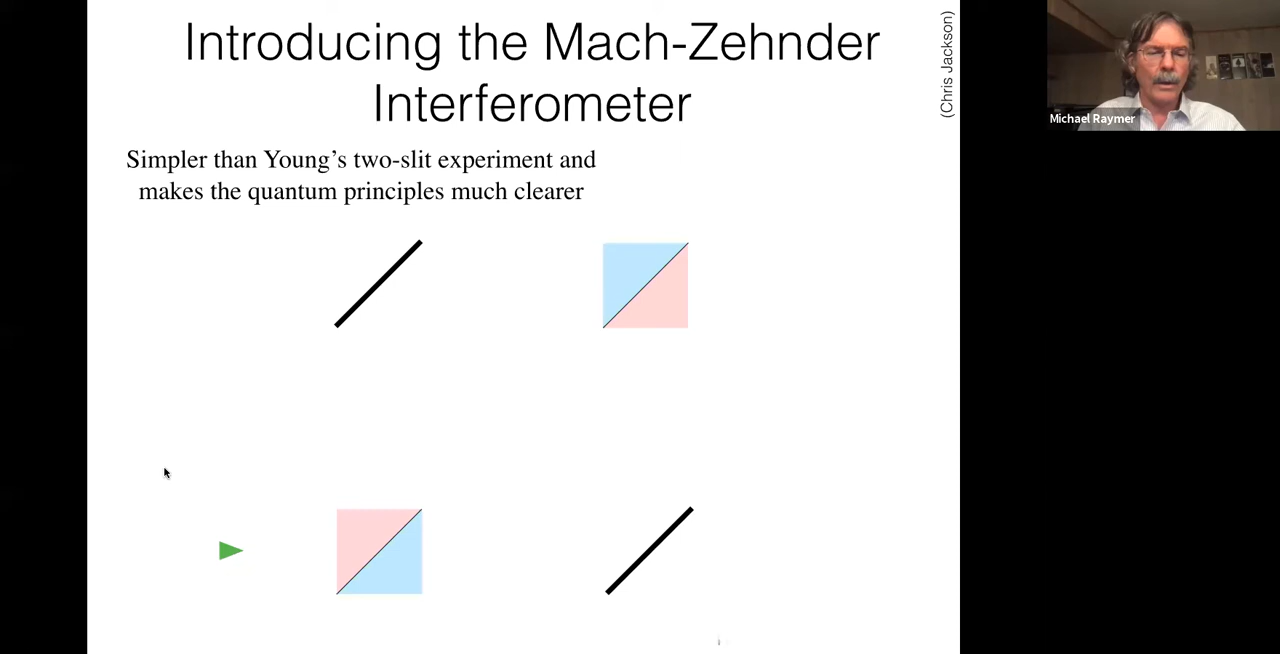 Introducing the Mach-Zehnder
Interferometer
(Chris Jackson)
Simpler than Young’s two-slit experiment and
makes the quantum principles much clearer
Michael Raymer